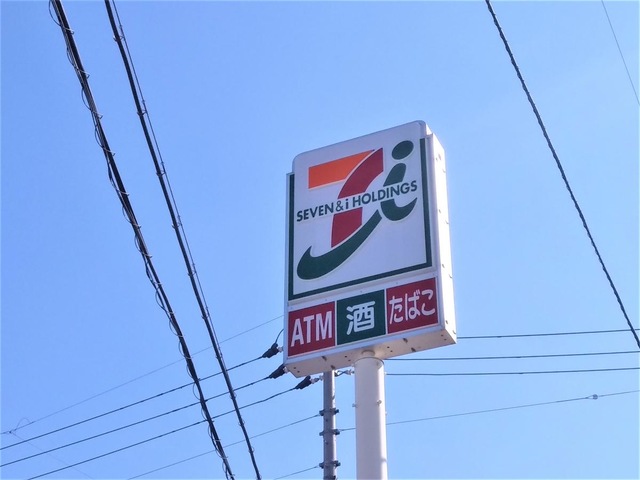 7i
SEVEN & i HOLDINGS
ATM 酒 たばこ